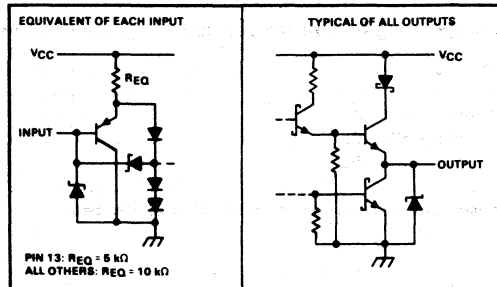 EQUIVALENT OF EACH INPUT
VCC
REQ
INPUT
PIN 13: REQ = 5 kΩ
ALL OTHERS: REQ = 10 kΩ
TYPICAL OF ALL OUTPUTS
VCC
OUTPUT